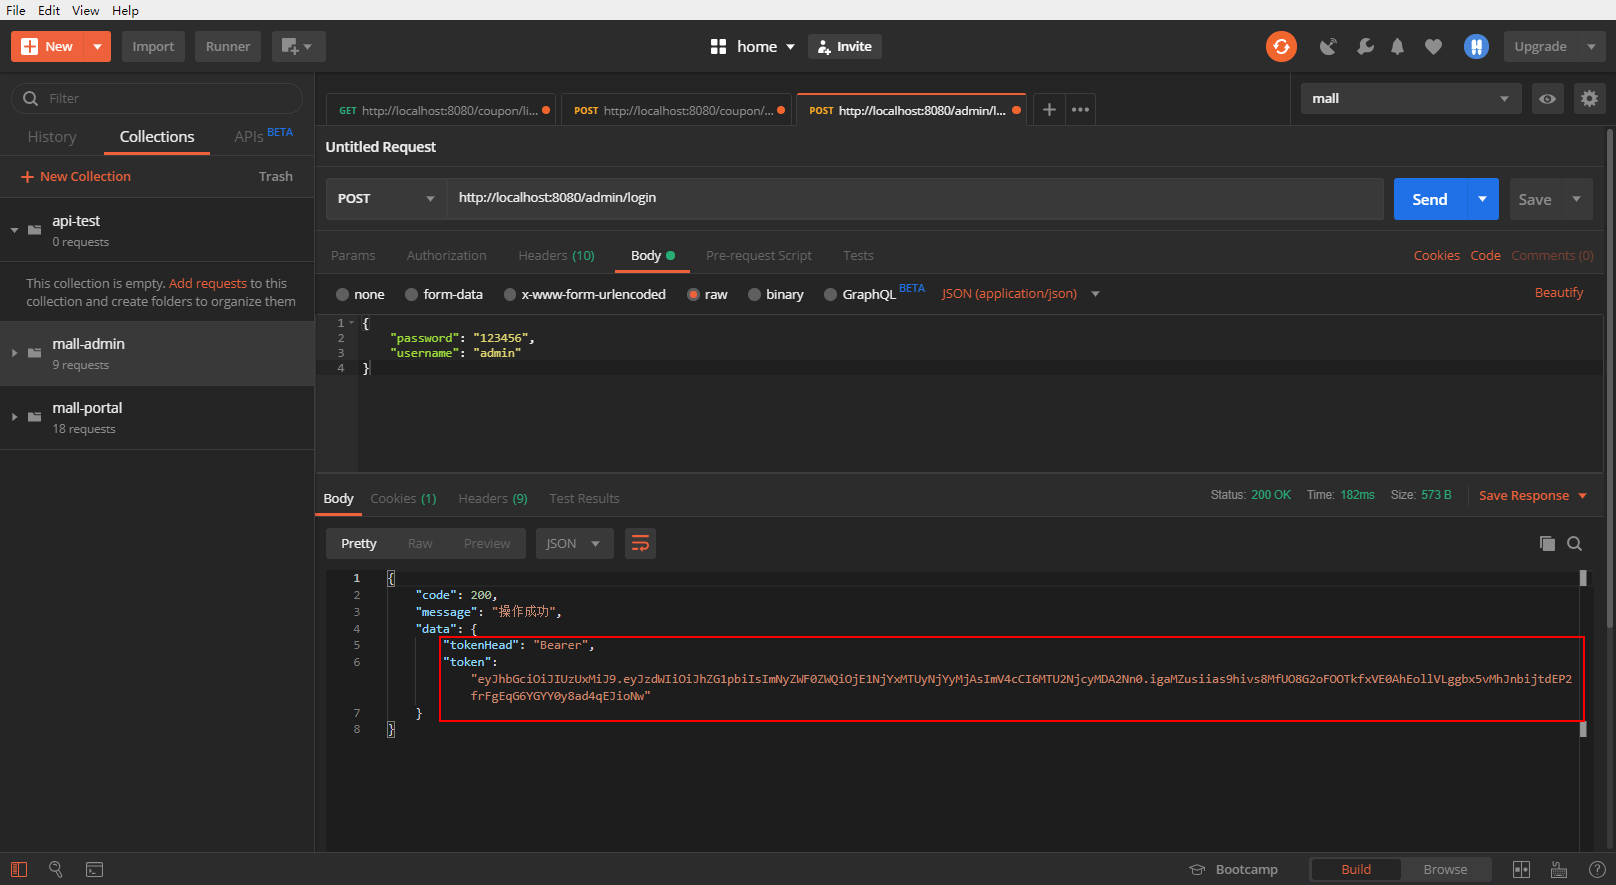 File Edit View Help
New Import Runner home Invite Upgrade
Filter
History Collections APIs BETA
New Collection Trash
api-test
0 requests
This collection is empty. Add requests to this
collection and create folders to organize them
mall-admin
9 requests
mall-portal
18 requests
GET http://localhost:8080/coupon/li... POST http://localhost:8080/coupon/... POST http://localhost:8080/admin/l... mall
Untitled Request
POST http://localhost:8080/admin/login Send Save
Params Authorization Headers (10) Body Pre-request Script Tests Cookies Code Comments (0)
none form-data x-www-form-urlencoded raw binary GraphQL BETA JSON (application/json) Beautify
1 {
2 "password": "123456",
3 "username": "admin"
4 }
Body Cookies (1) Headers (9) Test Results Status: 200 OK Time: 182ms Size: 573 B Save Response
Pretty Raw Preview JSON
1 {
2 "code": 200,
3 "message": "操作成功",
4 "data": {
5 "tokenHead": "Bearer",
6 "token":
"eyJhbGciOiJIUzUxMiJ9.eyJzdWIiOiJhZG1pbiIsImNyZWF0ZWQiOjE1NjYxMTUyNjYyMjAsImV4cCI6MTU2NjcyMDA2Nn0.igaMZusiias9hivs8MfUO8G2oFOOTkfxVE0AhEollVLggbx5vMhJnbijtdEP2
frFgEqG6YGYY0y8ad4qEJioNw"
7 }
8 }
Bootcamp Build Browse